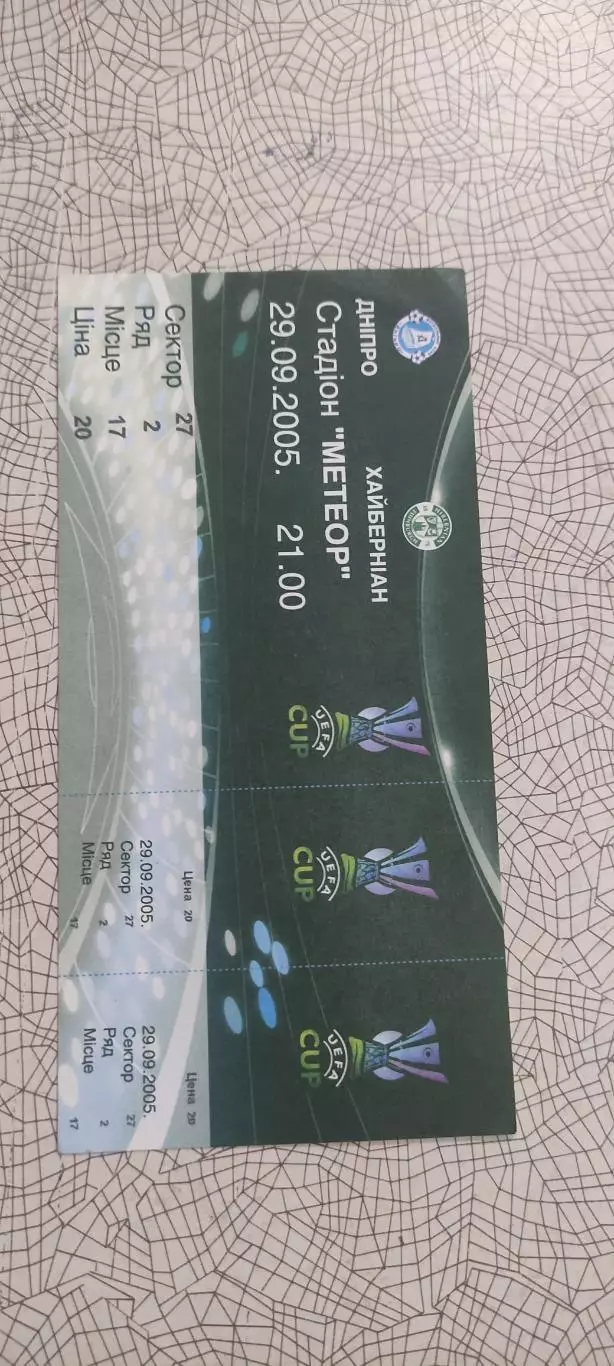 ДНІПРО
ХАЙБЕРНІАН
Стадіон "МЕТЕОР"
29.09.2005. 21.00
Сектор 27
Ряд 2
Місце 17
Ціна 20
UEFA
CUP
UEFA
CUP
Цена 20
29.09.2005.
Сектор 27
Ряд 2
Місце 17
UEFA
CUP
Цена 20
29.09.2005.
Сектор 27
Ряд 2
Місце 17